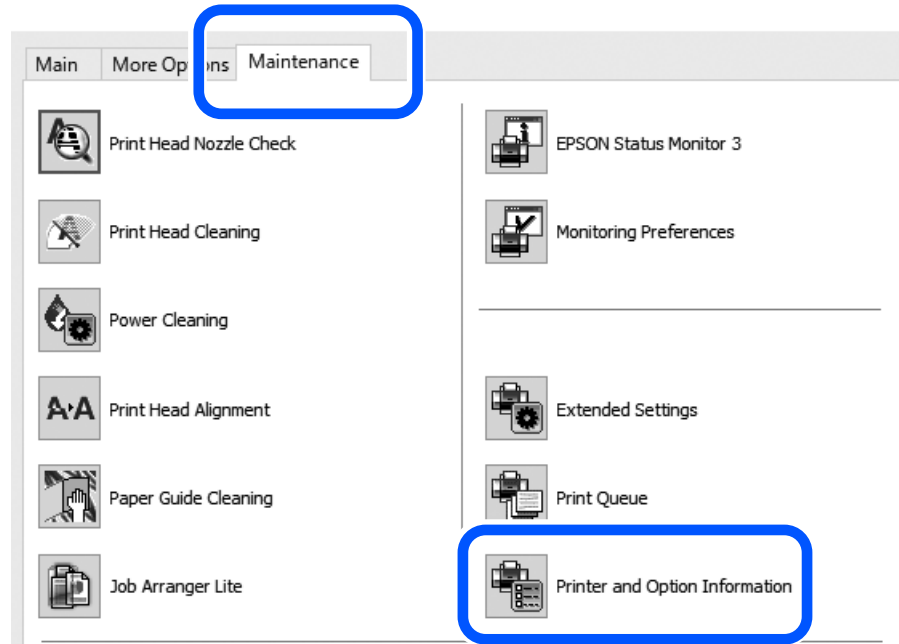 Main
More Options
Maintenance
Print Head Nozzle Check
Print Head Cleaning
Power Cleaning
Print Head Alignment
Paper Guide Cleaning
Job Arranger Lite
EPSON Status Monitor 3
Monitoring Preferences
Extended Settings
Print Queue
Printer and Option Information